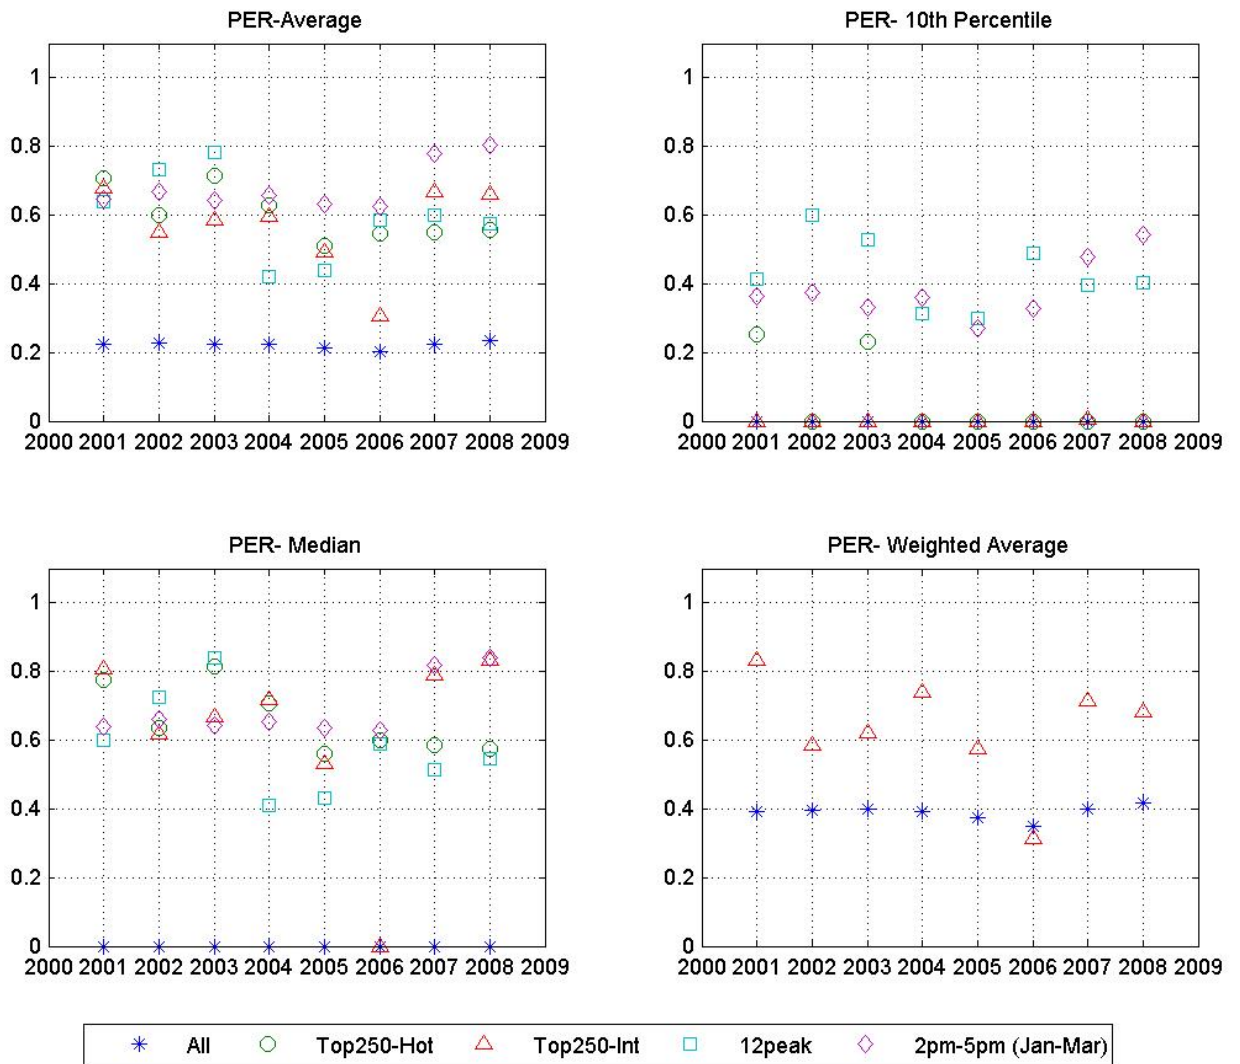 PER-Average
1
0.8
0.6
0.4
0.2
0
2000 2001 2002 2003 2004 2005 2006 2007 2008 2009
PER- 10th Percentile
1
0.8
0.6
0.4
0.2
0
2000 2001 2002 2003 2004 2005 2006 2007 2008 2009
PER- Median
1
0.8
0.6
0.4
0.2
0
2000 2001 2002 2003 2004 2005 2006 2007 2008 2009
PER- Weighted Average
1
0.8
0.6
0.4
0.2
0
2000 2001 2002 2003 2004 2005 2006 2007 2008 2009
All Top250-Hot Top250-Int 12peak 2pm-5pm (Jan-Mar)